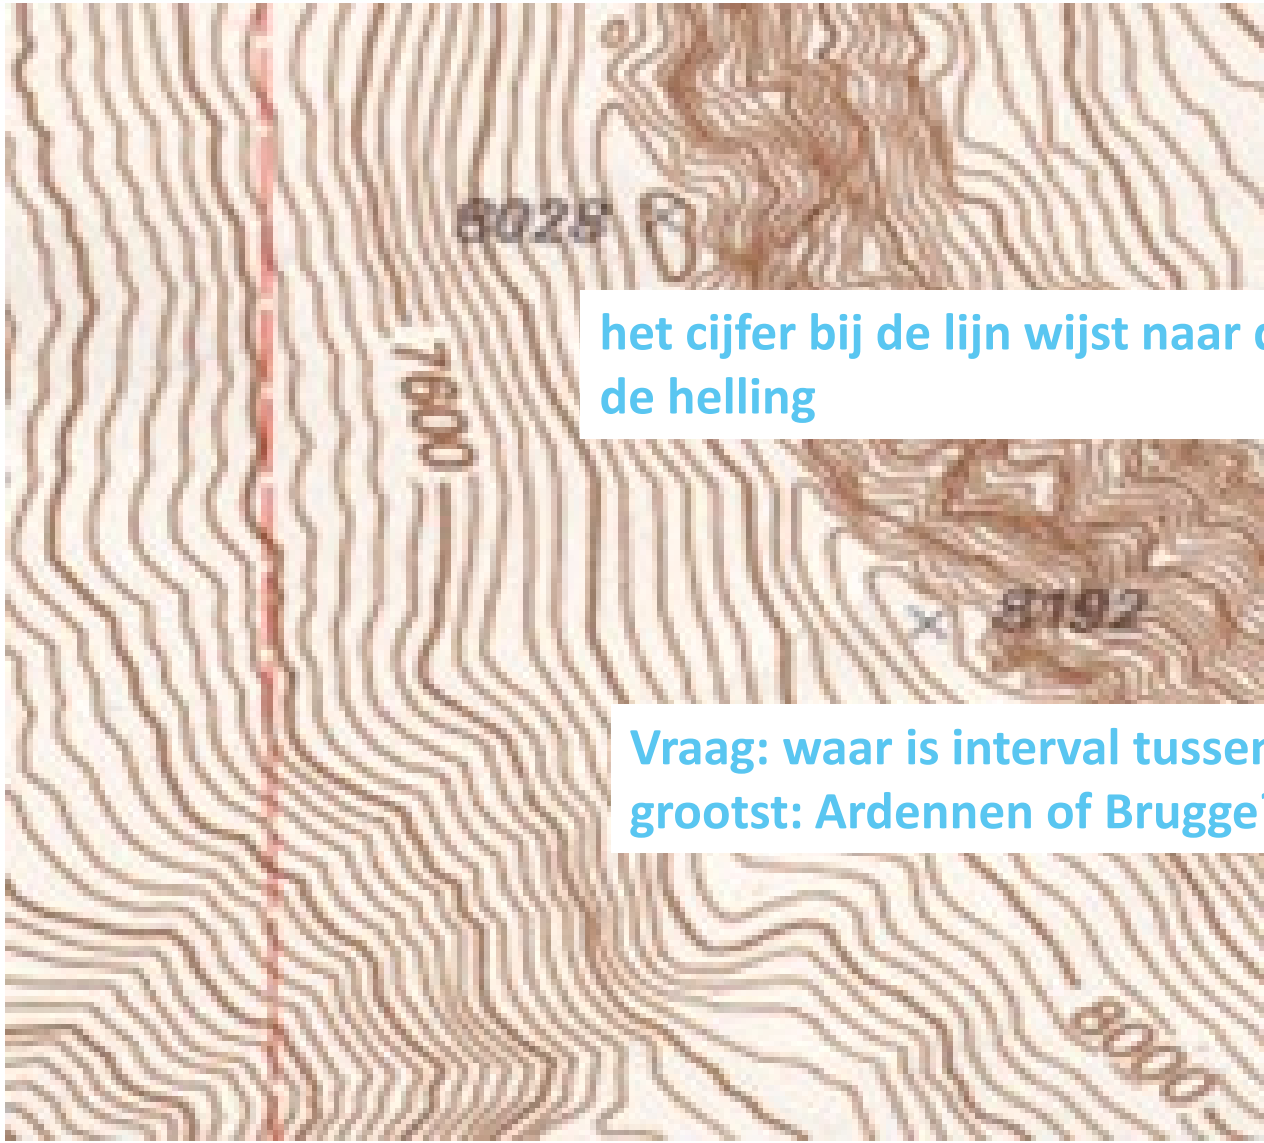 8028
het cijfer bij de lijn wijst naar
de helling
7600
8192
Vraag: waar is interval tussen
grootst: Ardennen of Brugge?
8000